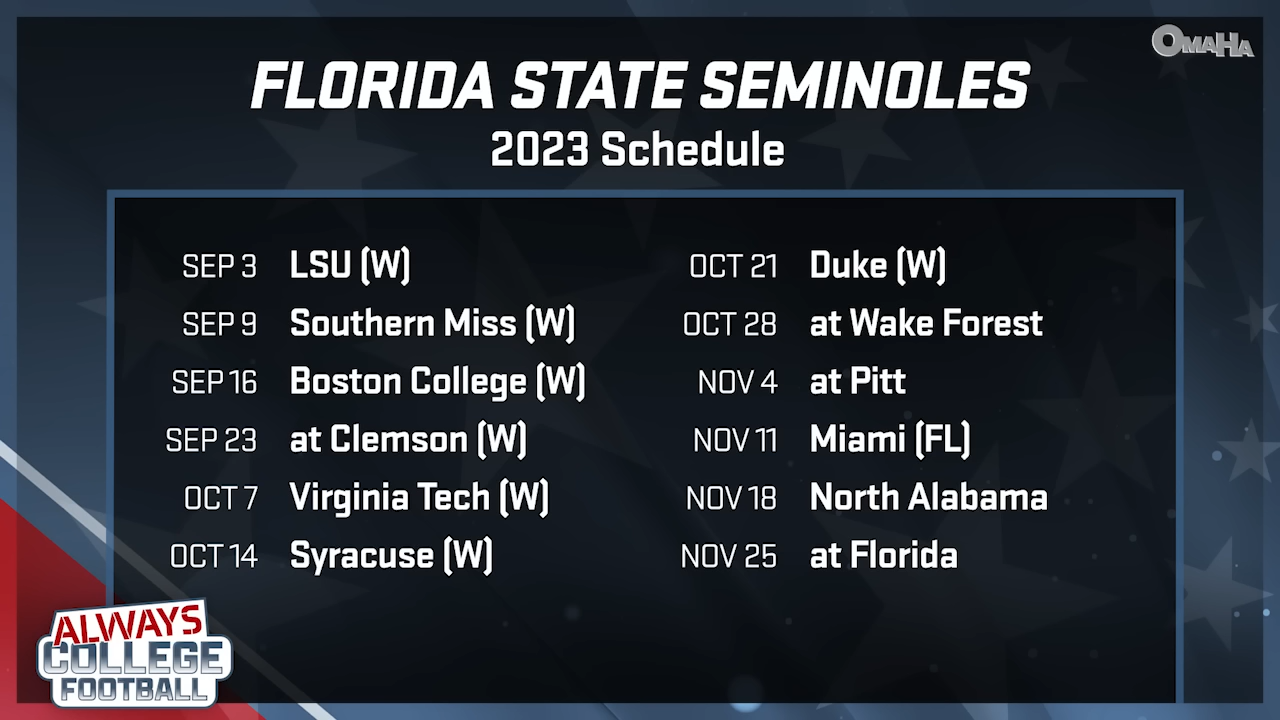 OMAHA
FLORIDA STATE SEMINOLES
2023 Schedule
SEP 3 LSU (W)
SEP 9 Southern Miss (W)
SEP 16 Boston College (W)
SEP 23 at Clemson (W)
OCT 7 Virginia Tech (W)
OCT 14 Syracuse (W)
OCT 21 Duke (W)
OCT 28 at Wake Forest
NOV 4 at Pitt
NOV 11 Miami (FL)
NOV 18 North Alabama
NOV 25 at Florida
ALWAYS
COLLEGE
FOOTBALL